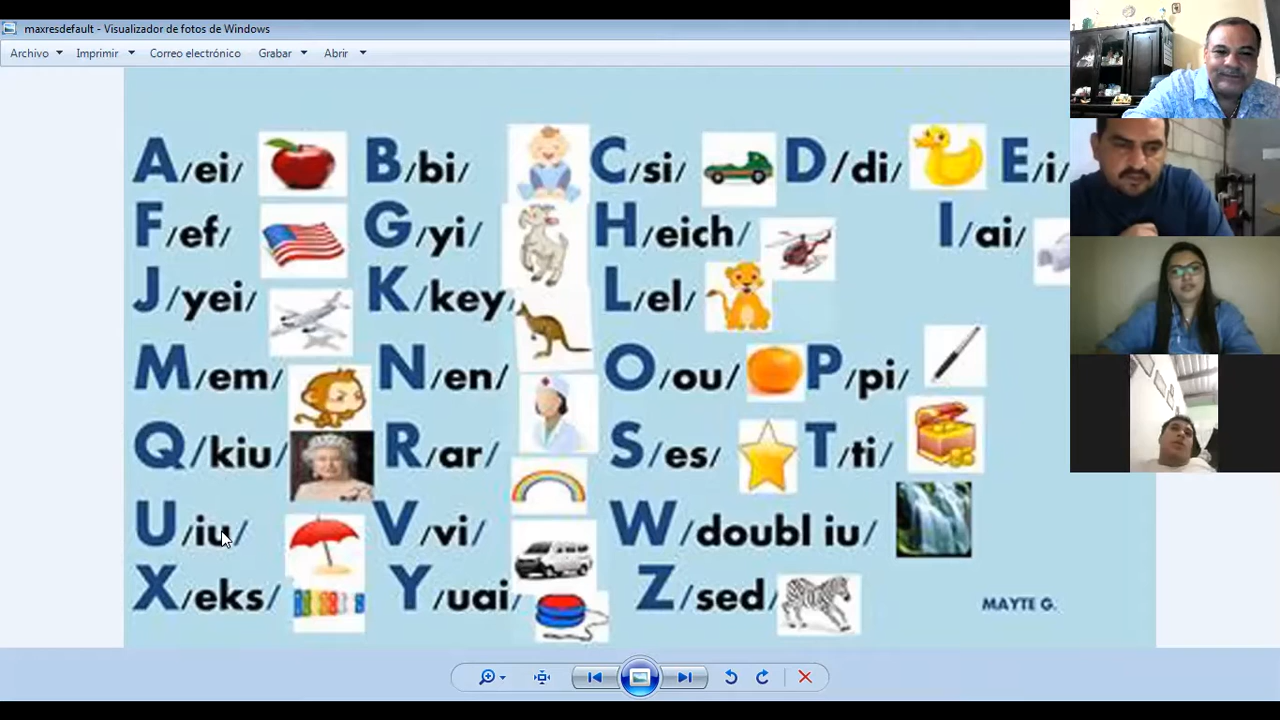 maxresdefault - Visualizador de fotos de Windows
Archivo Imprimir Correo electrónico Grabar Abrir
A/ei/ B/bi/ C/si/ D/di/ E/i/
F/ef/ G/yi/ H/eich/ I/ai/
J/yei/ K/key/ L/el/
M/em/ N/en/ O/ou/ P/pi/
Q/kiu/ R/ar/ S/es/ T/ti/
U/iu/ V/vi/ W/doubl iu/
X/eks/ Y/uai/ Z/sed/
MAYTE G.